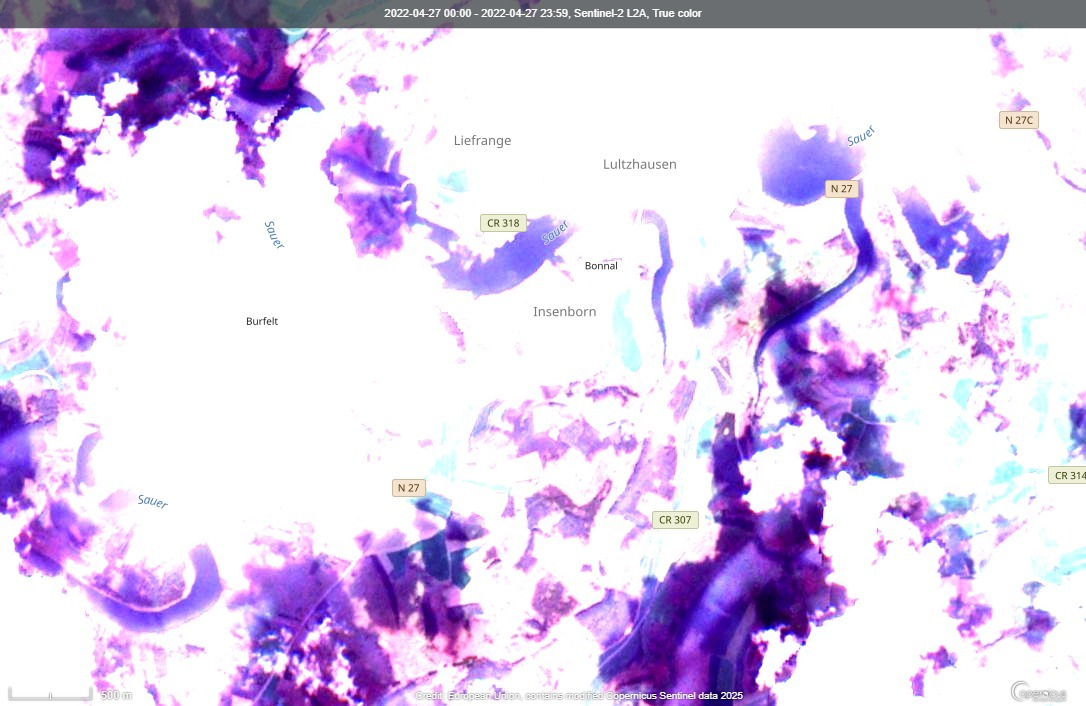 2022-04-27 00:00 - 2022-04-27 23:59, Sentinel-2 L2A, True color
N 27C
Sauer
Liefrange
Lultzhausen
N 27
CR 318
Sauer
Sauer
Bonnal
Insenborn
Burfelt
CR 314
N 27
Sauer
CR 307
500 m
Credit: European Union, contains modified Copernicus Sentinel data 2025
opernicus